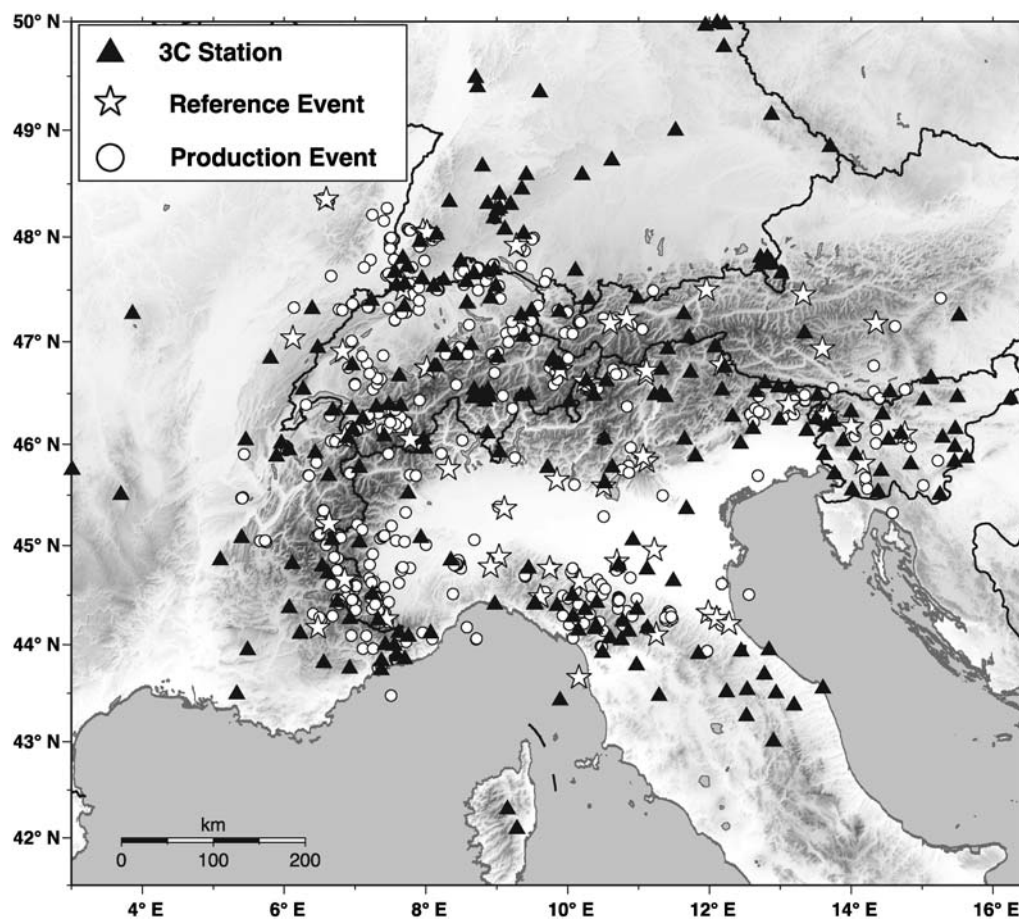 50° N
3C Station
Reference Event
Production Event
49° N
48° N
47° N
46° N
45° N
44° N
43° N
42° N
km
0 100 200
4° E 6° E 8° E 10° E 12° E 14° E 16° E